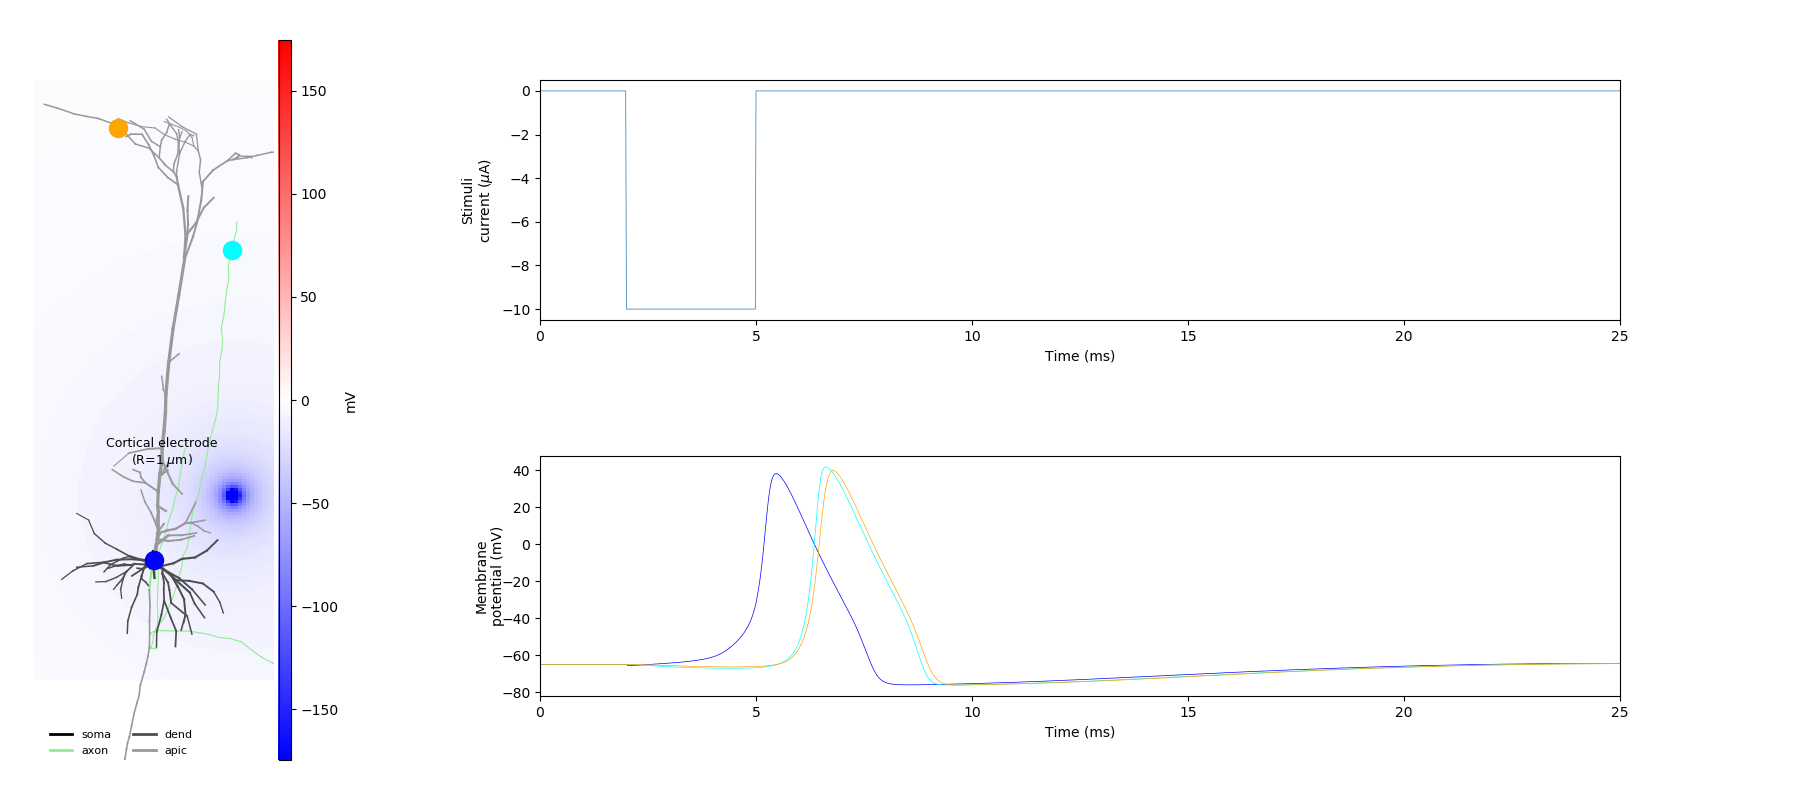 150
100
50
0
−50
−100
−150
mV
Cortical electrode
(R=1 μm)
soma
axon
dend
apic
Stimuli
current (μA)
0
−2
−4
−6
−8
−10
0 5 10 15 20 25
Time (ms)
Membrane
potential (mV)
40
20
0
−20
−40
−60
−80
0 5 10 15 20 25
Time (ms)